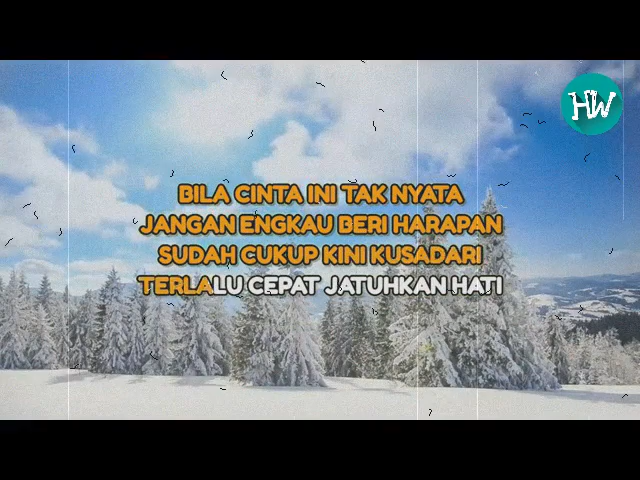 HW
BILA CINTA INI TAK NYATA
JANGAN ENGKAU BERI HARAPAN
SUDAH CUKUP KINI KUSADARI
TERLALU CEPAT JATUHKAN HATI